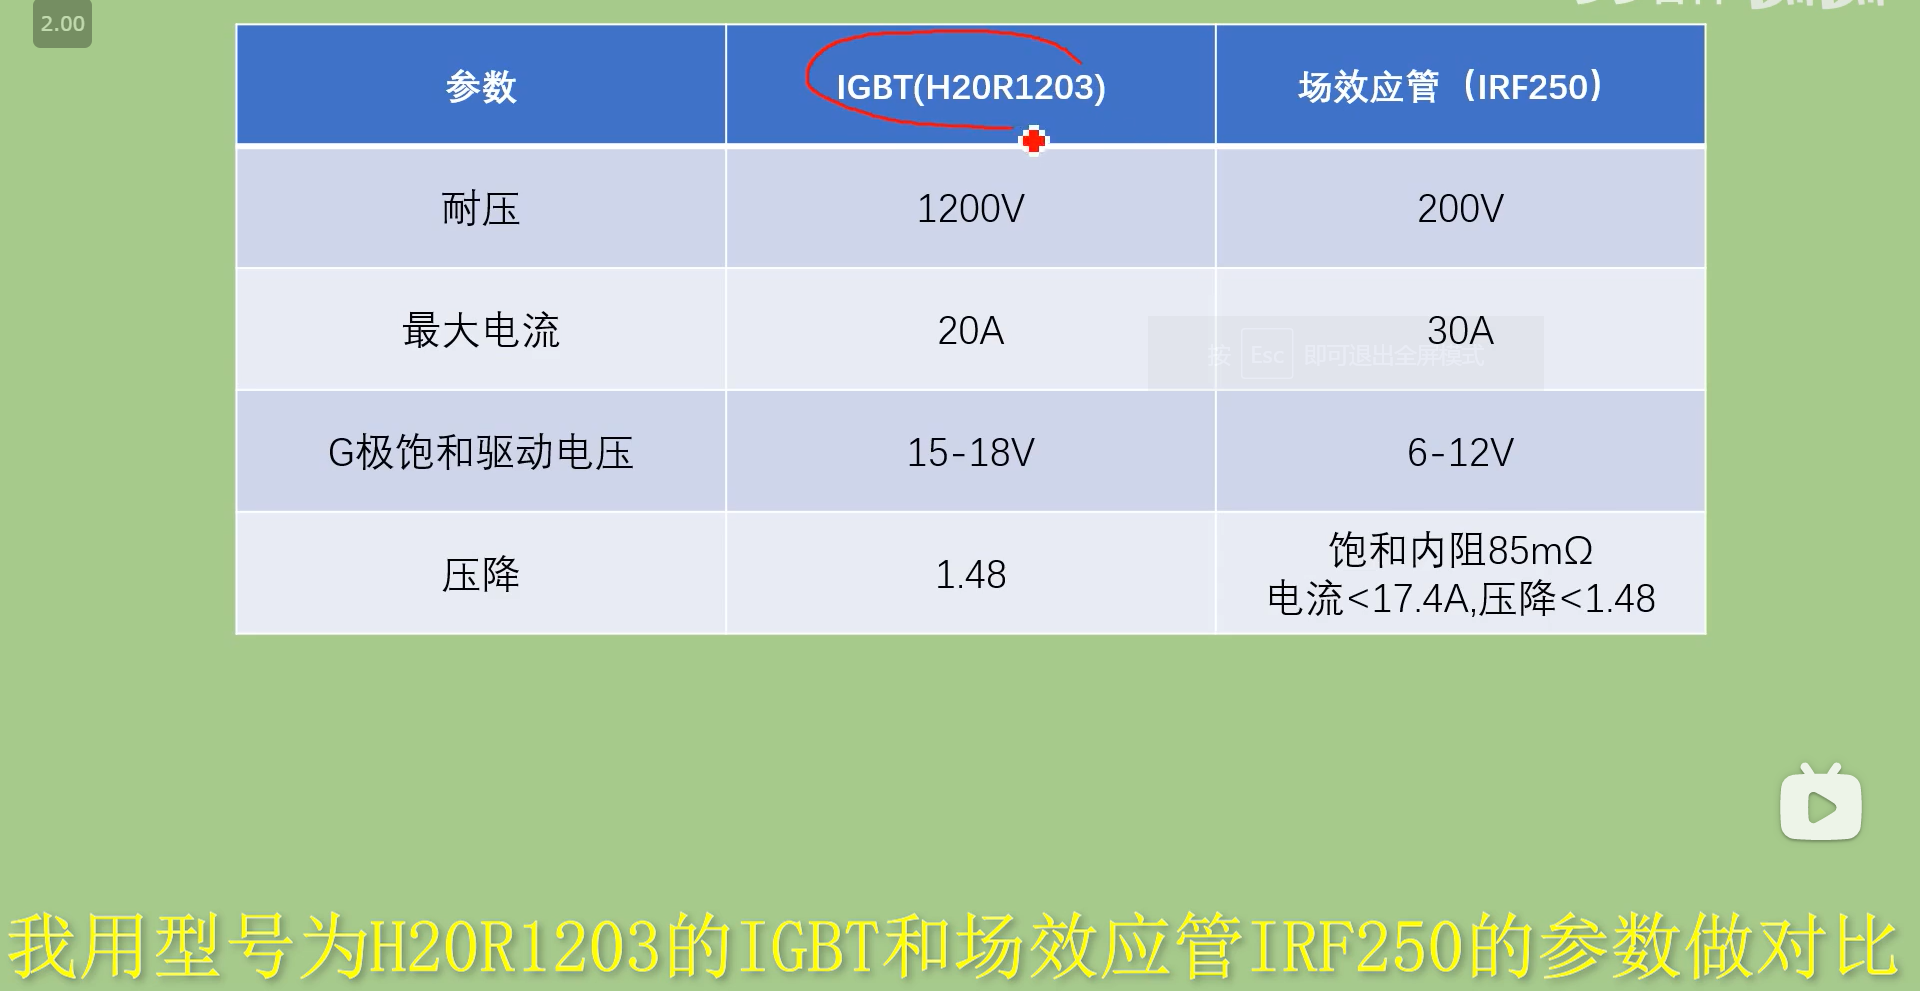 2.00
参数 IGBT(H20R1203) 场效应管（IRF250）
耐压 1200V 200V
最大电流 20A 30A
按 Esc 即可退出全屏模式
G极饱和驱动电压 15-18V 6-12V
压降 1.48 饱和内阻85mΩ
电流<17.4A,压降<1.48
我用型号为H20R1203的IGBT和场效应管IRF250的参数做对比